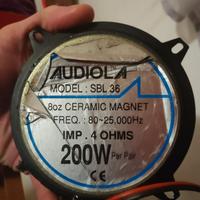 AUDIOLA
MODEL: SBL 36
8oz CERAMIC MAGNET
FREQ.: 80~25,000Hz
IMP. 4 OHMS
200W Per Pair
CE